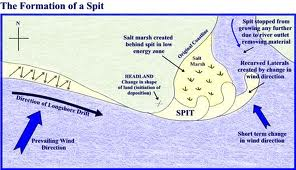 The Formation of a Spit
N
Salt marsh created
behind spit in low
energy zone
Original Coastline
Spit stopped from
growing any further
due to river outlet
removing material
Salt
Marsh
HEADLAND
Change in shape
of land (initiation of
deposition)
Recurved Laterals
created by change in
wind direction
Direction of Longshore Drift
SPIT
Prevailing Wind
Direction
Short term change
in wind direction